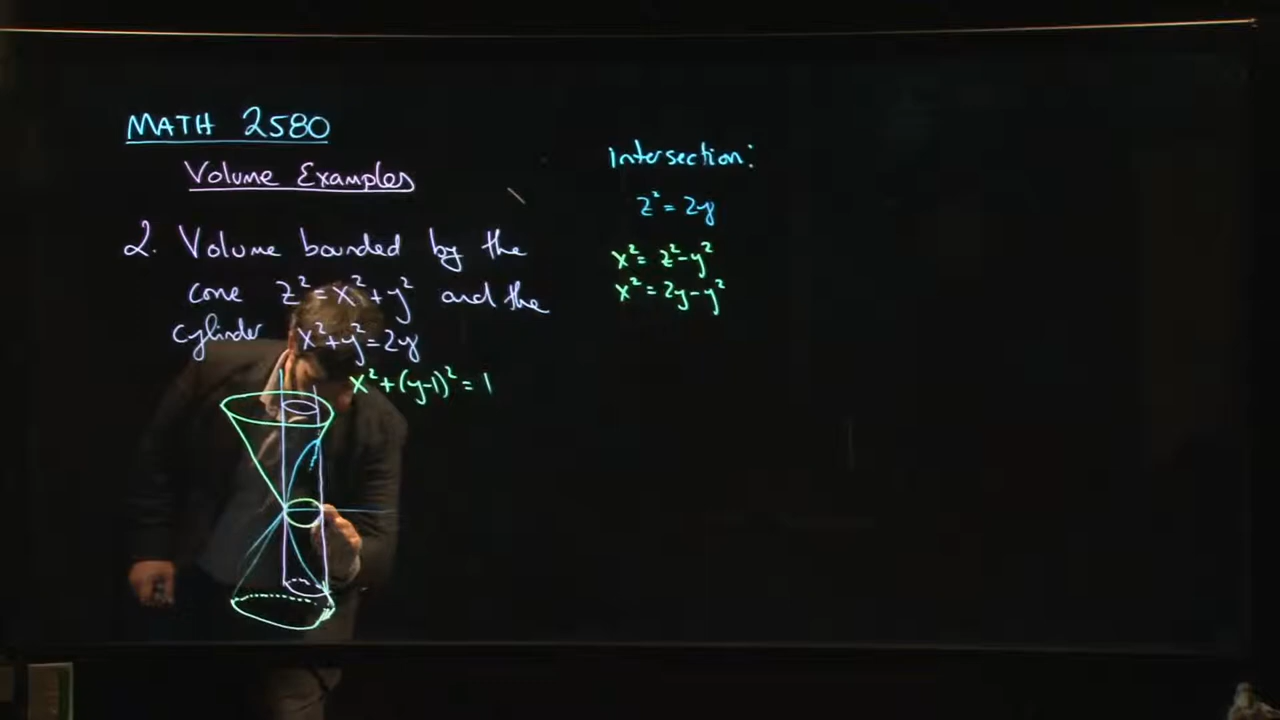 MATH 2580
Volume Examples
2. Volume bounded by the
cone z² = x² + y² and the
cylinder x² + y² = 2y
x² + (y-1)² = 1
intersection:
z² = 2y
x² = z² - y²
x² = 2y - y²